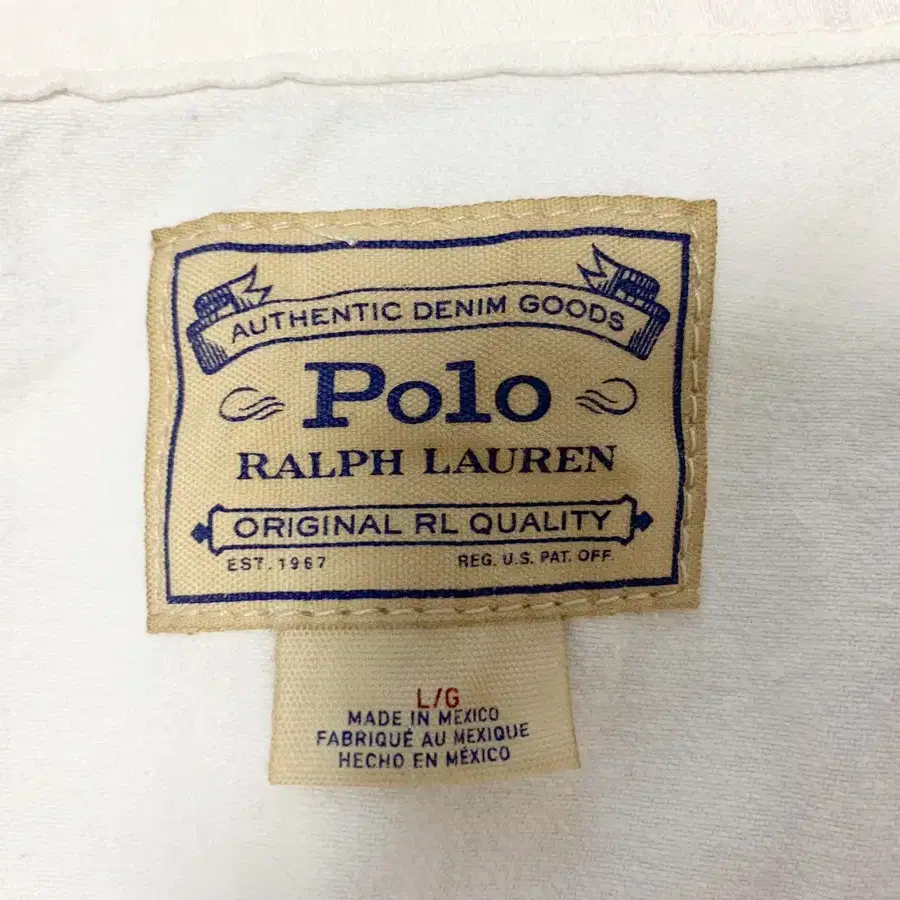 AUTHENTIC DENIM GOODS
Polo
RALPH LAUREN
ORIGINAL RL QUALITY
EST. 1967 REG. U.S. PAT. OFF.
L/G
MADE IN MEXICO
FABRIQUÉ AU MEXIQUE
HECHO EN MÉXICO